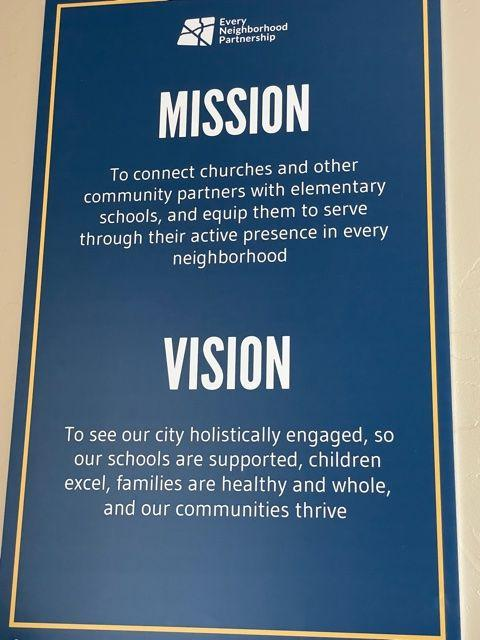 Every
Neighborhood
Partnership
MISSION
To connect churches and other
community partners with elementary
schools, and equip them to serve
through their active presence in every
neighborhood
VISION
To see our city holistically engaged, so
our schools are supported, children
excel, families are healthy and whole,
and our communities thrive